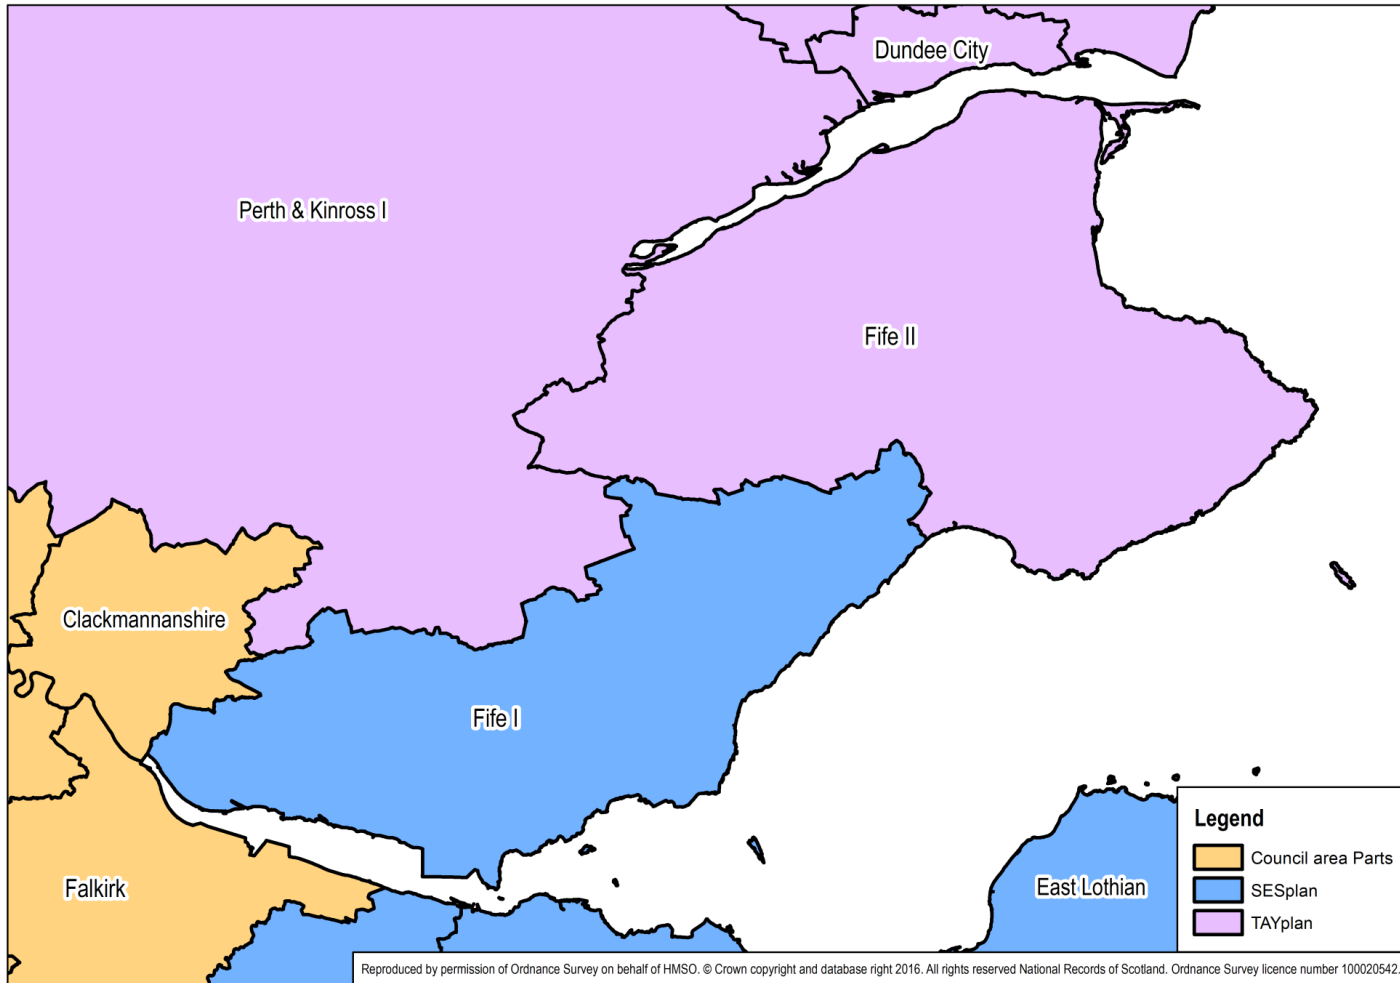 Dundee City
Perth & Kinross I
Fife II
Clackmannanshire
Fife I
Falkirk
East Lothian
Legend
Council area Parts
SESplan
TAYplan
Reproduced by permission of Ordnance Survey on behalf of HMSO. © Crown copyright and database right 2016. All rights reserved National Records of Scotland. Ordnance Survey licence number 100020542.